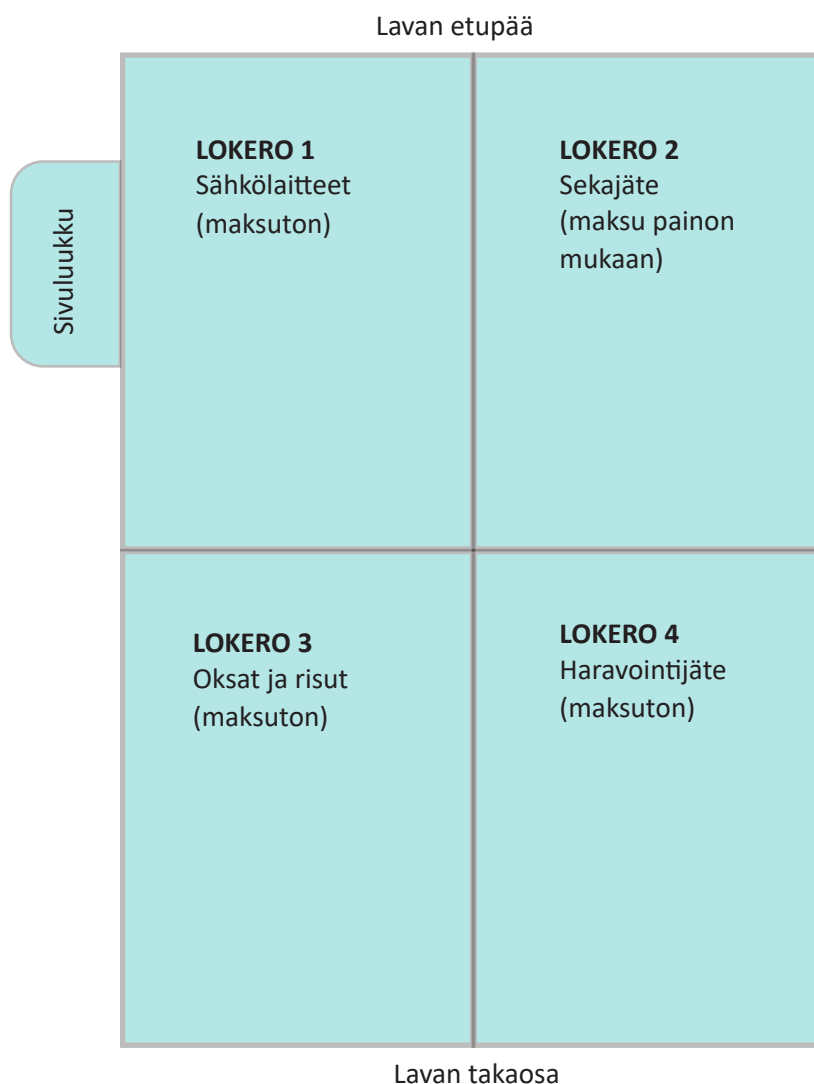 Lavan etupää
LOKERO 1
Sähkölaitteet
(maksuton)
LOKERO 2
Sekajäte
(maksu painon
mukaan)
Sivuluukku
LOKERO 3
Oksat ja risut
(maksuton)
LOKERO 4
Haravointijäte
(maksuton)
Lavan takaosa